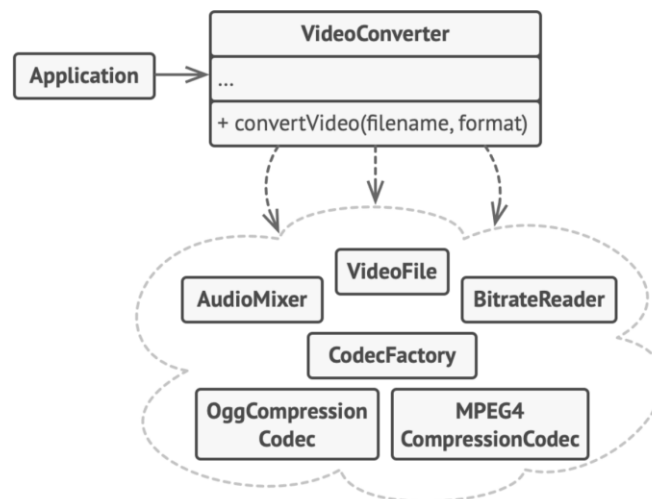 VideoConverter
Application
...
+ convertVideo(filename, format)
VideoFile
AudioMixer
BitrateReader
CodecFactory
OggCompression
Codec
MPEG4
CompressionCodec